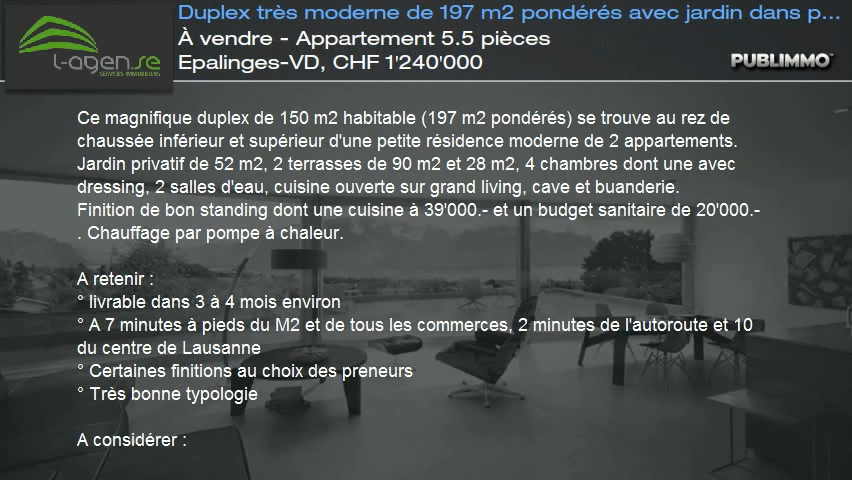 Duplex très moderne de 197 m2 pondérés avec jardin dans p...
À vendre - Appartement 5.5 pièces
Epalinges-VD, CHF 1'240'000
l-agen.se
SERVICES IMMOBILIERS
PUBLIMMO
Ce magnifique duplex de 150 m2 habitable (197 m2 pondérés) se trouve au rez de
chaussée inférieur et supérieur d'une petite résidence moderne de 2 appartements.
Jardin privatif de 52 m2, 2 terrasses de 90 m2 et 28 m2, 4 chambres dont une avec
dressing, 2 salles d'eau, cuisine ouverte sur grand living, cave et buanderie.
Finition de bon standing dont une cuisine à 39'000.- et un budget sanitaire de 20'000.-
. Chauffage par pompe à chaleur.
A retenir :
° livrable dans 3 à 4 mois environ
° A 7 minutes à pieds du M2 et de tous les commerces, 2 minutes de l'autoroute et 10
du centre de Lausanne
° Certaines finitions au choix des preneurs
° Très bonne typologie
A considérer :